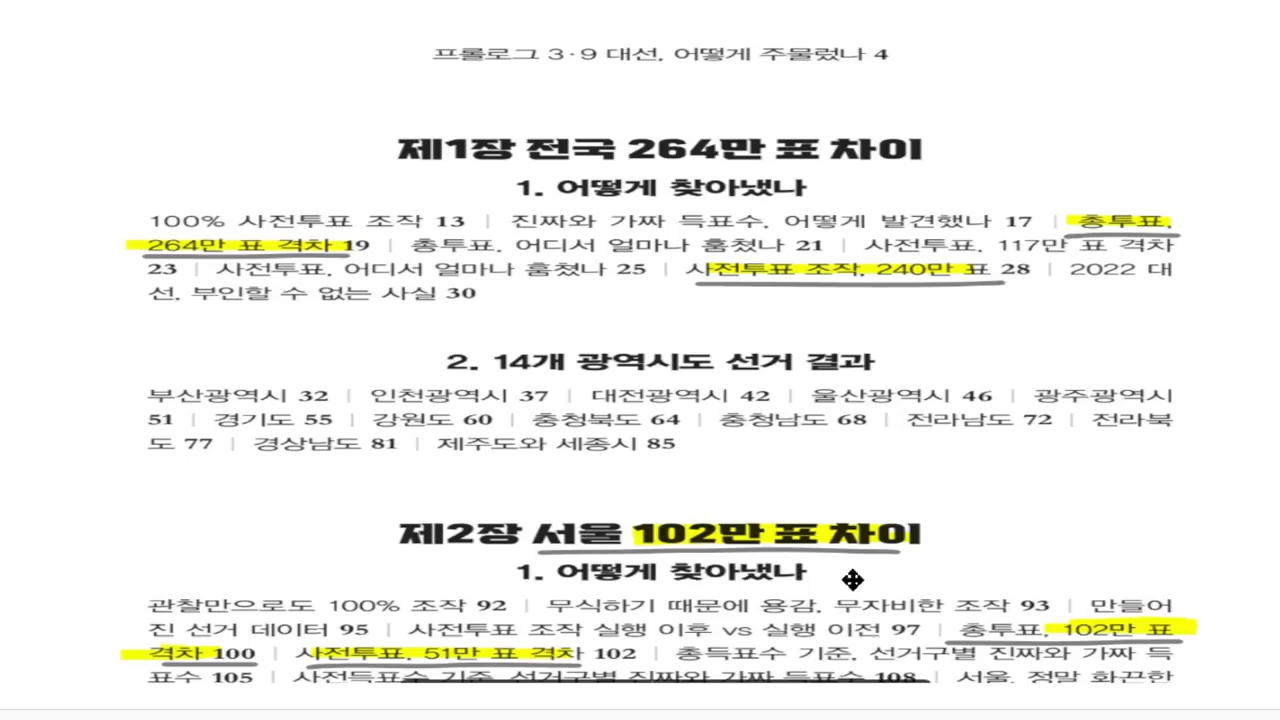 프롤로그 3·9 대선, 어떻게 주물렀나 4
제1장 전국 264만 표 차이
1. 어떻게 찾아냈나
100% 사전투표 조작 13 | 진짜와 가짜 득표수, 어떻게 발견했나 17 | 총투표,
264만 표 격차 19 | 총투표, 어디서 얼마나 훔쳤나 21 | 사전투표, 117만 표 격차
23 | 사전투표, 어디서 얼마나 훔쳤나 25 | 사전투표 조작, 240만 표 28 | 2022 대
선, 부인할 수 없는 사실 30
2. 14개 광역시도 선거 결과
부산광역시 32 | 인천광역시 37 | 대전광역시 42 | 울산광역시 46 | 광주광역시
51 | 경기도 55 | 강원도 60 | 충청북도 64 | 충청남도 68 | 전라남도 72 | 전라북
도 77 | 경상남도 81 | 제주도와 세종시 85
제2장 서울 102만 표 차이
1. 어떻게 찾아냈나
관찰만으로도 100% 조작 92 | 무식하기 때문에 용감, 무자비한 조작 93 | 만들어
진 선거 데이터 95 | 사전투표 조작 실행 이후 vs 실행 이전 97 | 총투표, 102만 표
격차 100 | 사전투표, 51만 표 격차 102 | 총득표수 기준, 선거구별 진짜와 가짜 득
표수 105 | 사전득표수 기준, 선거구별 진짜와 가짜 득표수 108 | 서울, 정말 화끈한